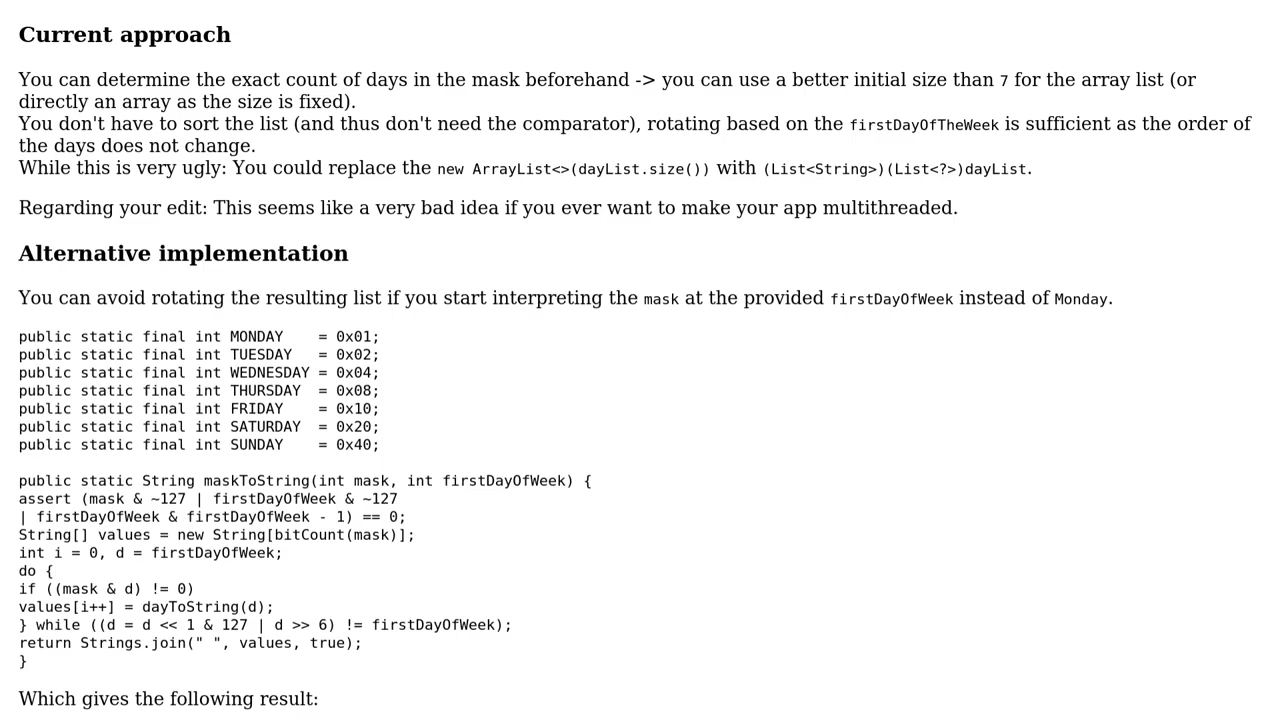 Current approach
You can determine the exact count of days in the mask beforehand -> you can use a better initial size than 7 for the array list (or
directly an array as the size is fixed).
You don't have to sort the list (and thus don't need the comparator), rotating based on the firstDayOfTheWeek is sufficient as the order of
the days does not change.
While this is very ugly: You could replace the new ArrayList<>(dayList.size()) with (List<String>)(List<?>)dayList.
Regarding your edit: This seems like a very bad idea if you ever want to make your app multithreaded.
Alternative implementation
You can avoid rotating the resulting list if you start interpreting the mask at the provided firstDayOfWeek instead of Monday.
public static final int MONDAY    = 0x01;
public static final int TUESDAY   = 0x02;
public static final int WEDNESDAY = 0x04;
public static final int THURSDAY  = 0x08;
public static final int FRIDAY    = 0x10;
public static final int SATURDAY  = 0x20;
public static final int SUNDAY    = 0x40;
public static String maskToString(int mask, int firstDayOfWeek) {
assert (mask & ~127 | firstDayOfWeek & ~127
| firstDayOfWeek & firstDayOfWeek - 1) == 0;
String[] values = new String[bitCount(mask)];
int i = 0, d = firstDayOfWeek;
do {
if ((mask & d) != 0)
values[i++] = dayToString(d);
} while ((d = d << 1 & 127 | d >> 6) != firstDayOfWeek);
return Strings.join(" ", values, true);
}
Which gives the following result: